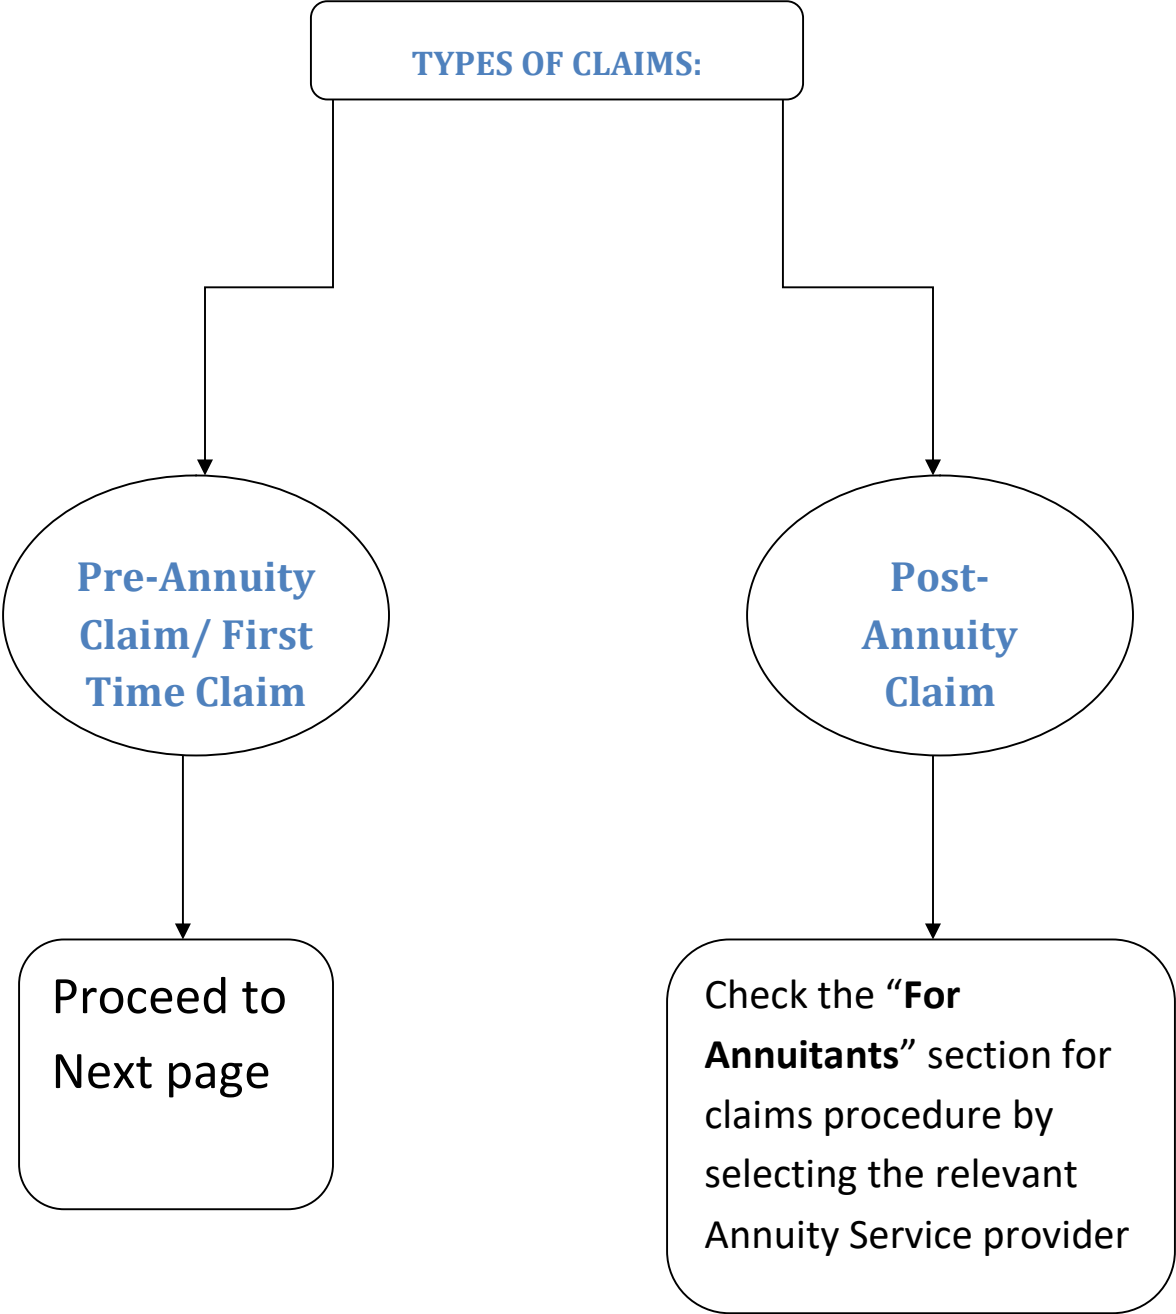 TYPES OF CLAIMS:
Pre-Annuity
Claim/ First
Time Claim
Post-
Annuity
Claim
Proceed to
Next page
Check the “For
Annuitants” section for
claims procedure by
selecting the relevant
Annuity Service provider